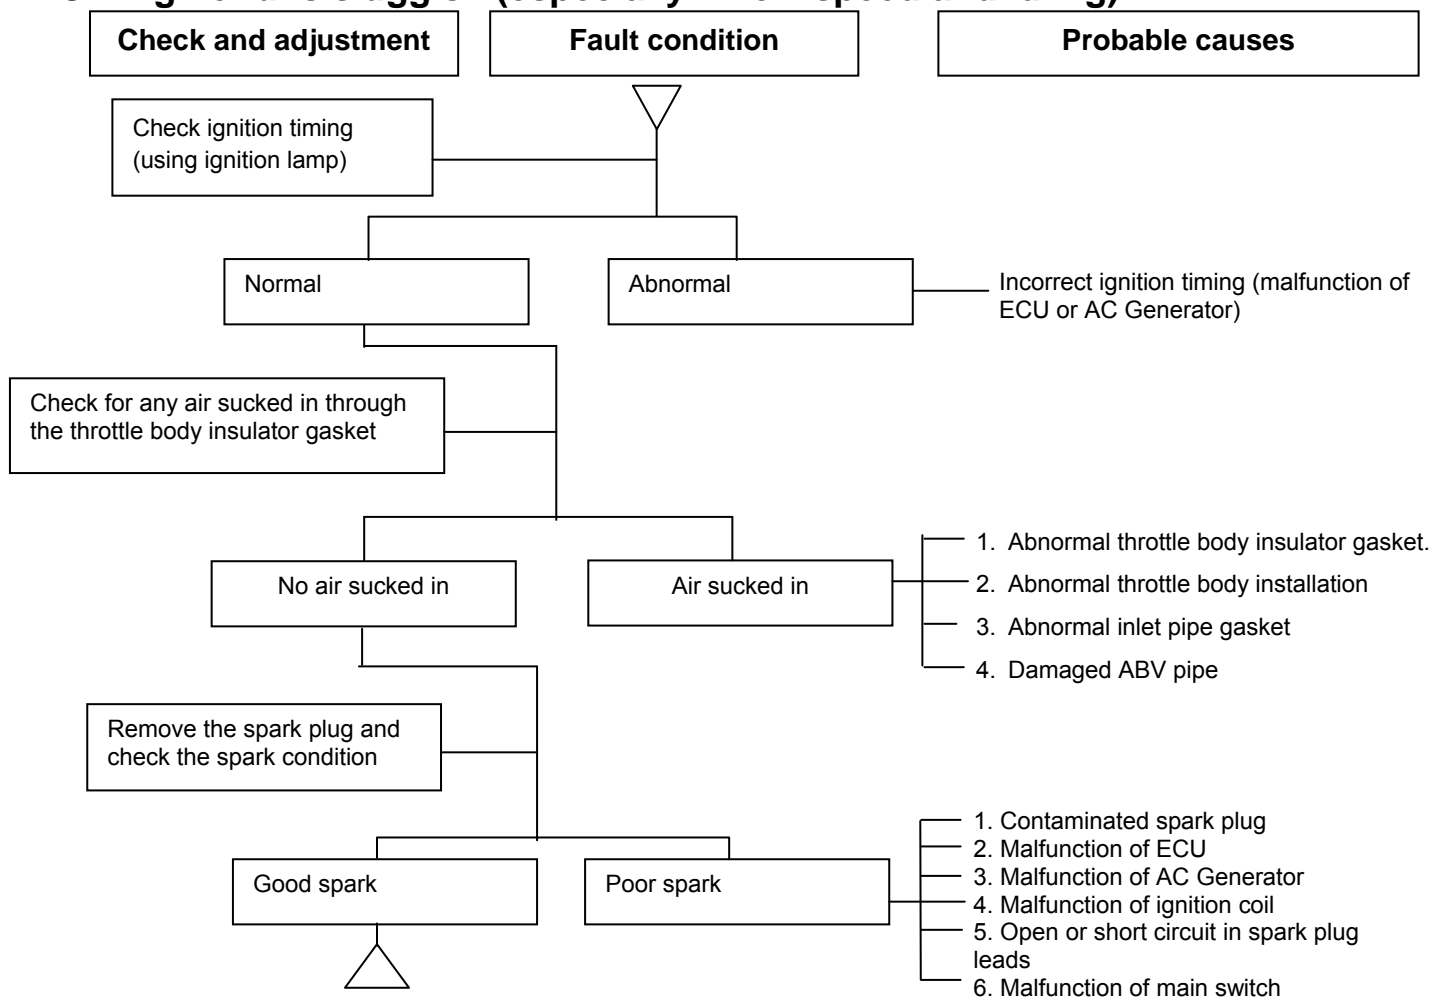 Check and adjustment
Fault condition
Probable causes
Check ignition timing
(using ignition lamp)
Normal
Abnormal
Incorrect ignition timing (malfunction of
ECU or AC Generator)
Check for any air sucked in through
the throttle body insulator gasket
No air sucked in
Air sucked in
1. Abnormal throttle body insulator gasket.
2. Abnormal throttle body installation
3. Abnormal inlet pipe gasket
4. Damaged ABV pipe
Remove the spark plug and
check the spark condition
Good spark
Poor spark
1. Contaminated spark plug
2. Malfunction of ECU
3. Malfunction of AC Generator
4. Malfunction of ignition coil
5. Open or short circuit in spark plug
leads
6. Malfunction of main switch